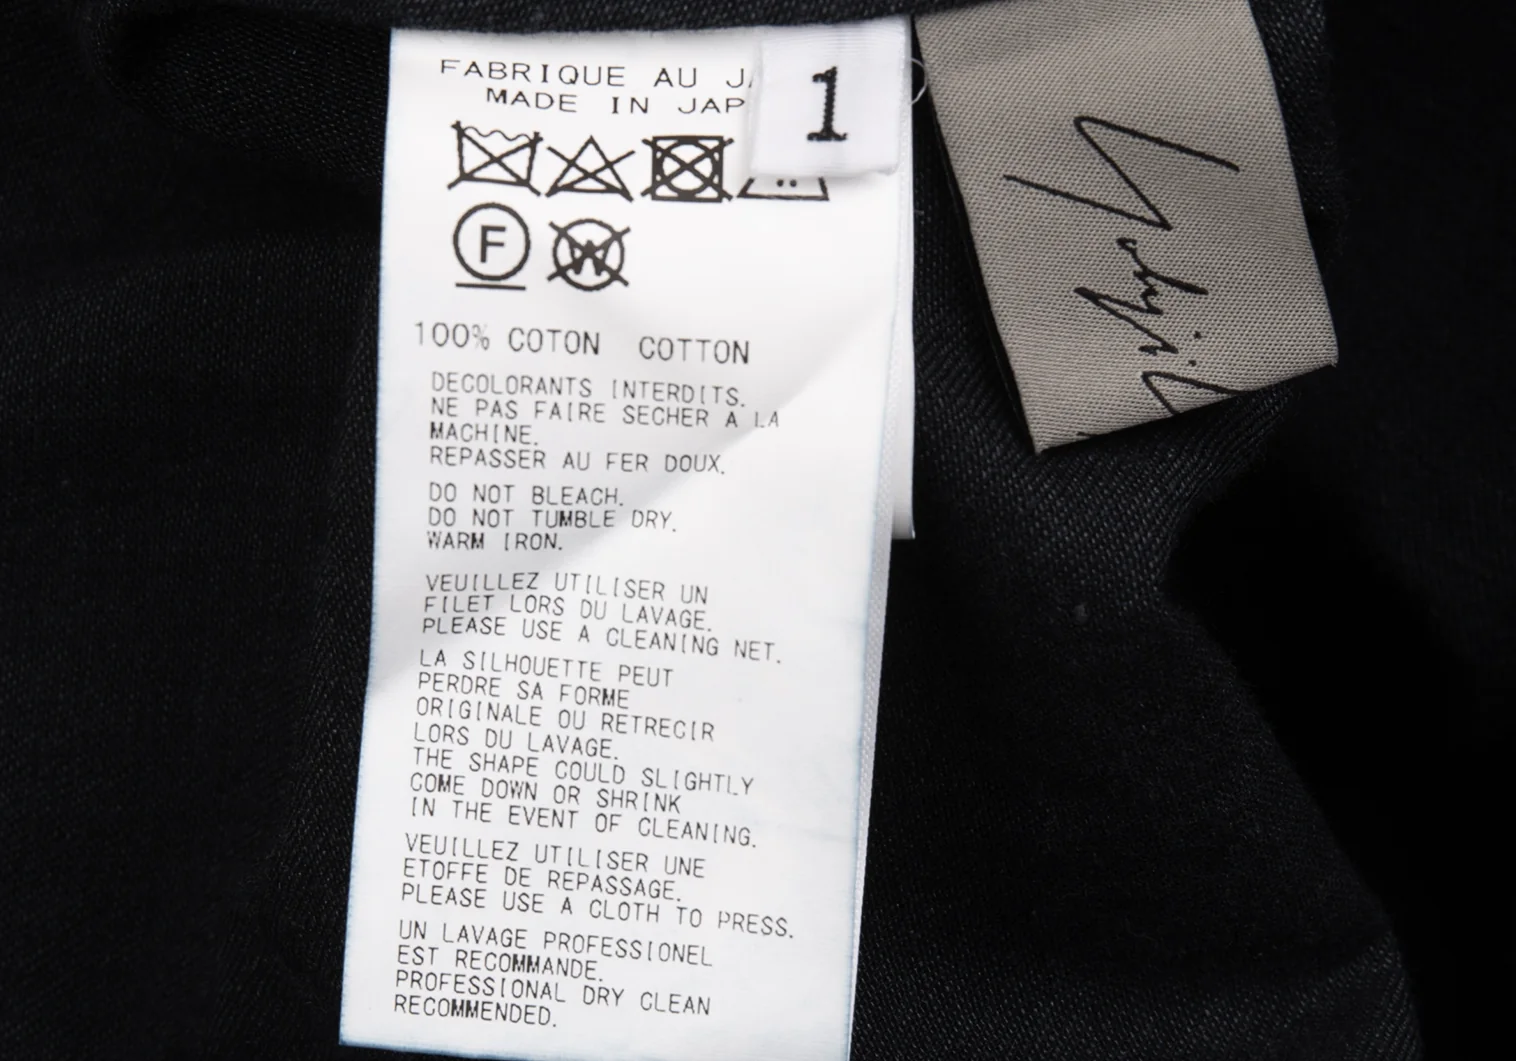 FABRIQUE AU
MADE IN JAP
1
F
W
100% COTON COTTON
DECOLORANTS INTERDITS.
NE PAS FAIRE SECHER A LA
MACHINE.
REPASSER AU FER DOUX.
DO NOT BLEACH.
DO NOT TUMBLE DRY.
WARM IRON.
VEUILLEZ UTILISER UN
FILET LORS DU LAVAGE.
PLEASE USE A CLEANING NET.
LA SILHOUETTE PEUT
PERDRE SA FORME
ORIGINALE OU RETRECIR
LORS DU LAVAGE.
THE SHAPE COULD SLIGHTLY
COME DOWN OR SHRINK
IN THE EVENT OF CLEANING.
VEUILLEZ UTILISER UNE
ETOFFE DE REPASSAGE.
PLEASE USE A CLOTH TO PRESS.
UN LAVAGE PROFESSIONEL
EST RECOMMANDE.
PROFESSIONAL DRY CLEAN
RECOMMENDED.
Yohji